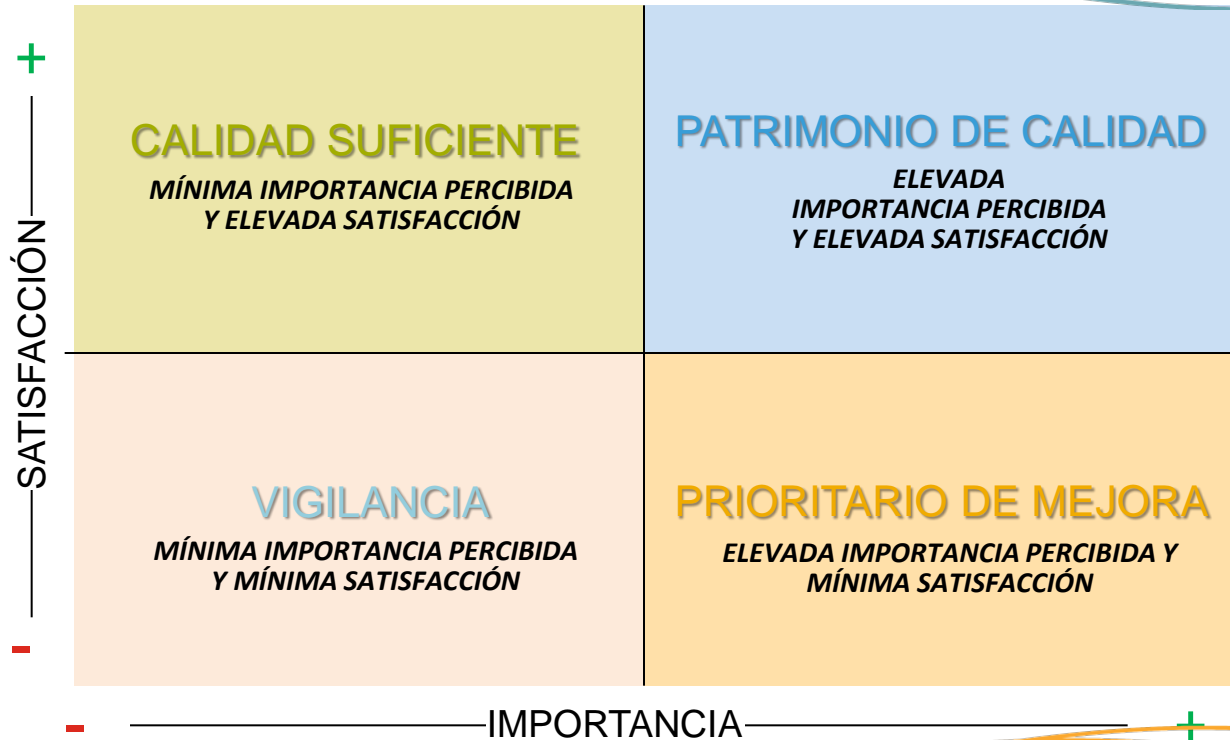 +
SATISFACCIÓN
-
CALIDAD SUFICIENTE
MÍNIMA IMPORTANCIA PERCIBIDA
Y ELEVADA SATISFACCIÓN
PATRIMONIO DE CALIDAD
ELEVADA
IMPORTANCIA PERCIBIDA
Y ELEVADA SATISFACCIÓN
VIGILANCIA
MÍNIMA IMPORTANCIA PERCIBIDA
Y MÍNIMA SATISFACCIÓN
PRIORITARIO DE MEJORA
ELEVADA IMPORTANCIA PERCIBIDA Y
MÍNIMA SATISFACCIÓN
- IMPORTANCIA +